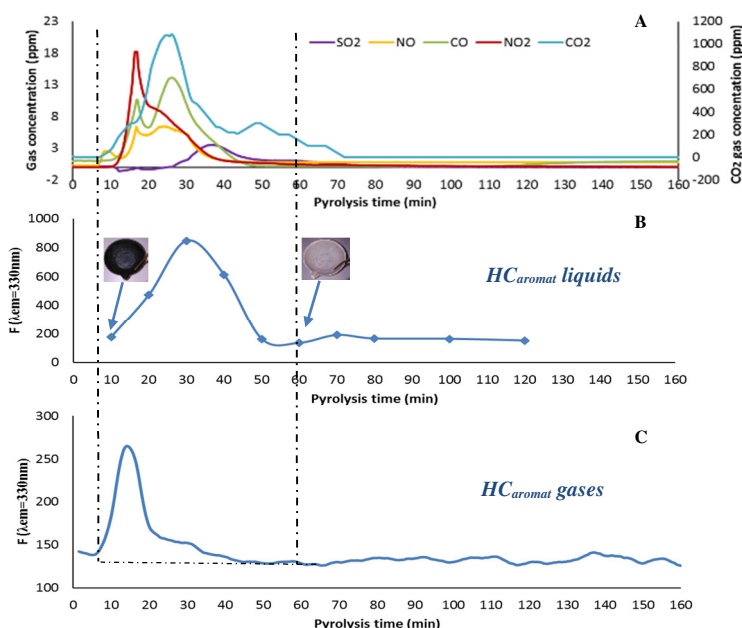 A
SO2 NO CO NO2 CO2
Gas concentration (ppm)
23
18
13
8
3
-2
0 10 20 30 40 50 60 70 80 90 100 110 120 130 140 150 160
Pyrolysis time (min)
1200
1000
800
600
400
200
0
-200
CO2 gas concentation (ppm)
B
HCaromat liquids
F (λem=330nm)
1000
800
600
400
200
0
0 10 20 30 40 50 60 70 80 90 100 110 120 130 140 150 160
Pyrolysis time (min)
C
HCaromat gases
F (λem=330nm)
300
250
200
150
100
0 10 20 30 40 50 60 70 80 90 100 110 120 130 140 150 160
Pyrolysis time (min)